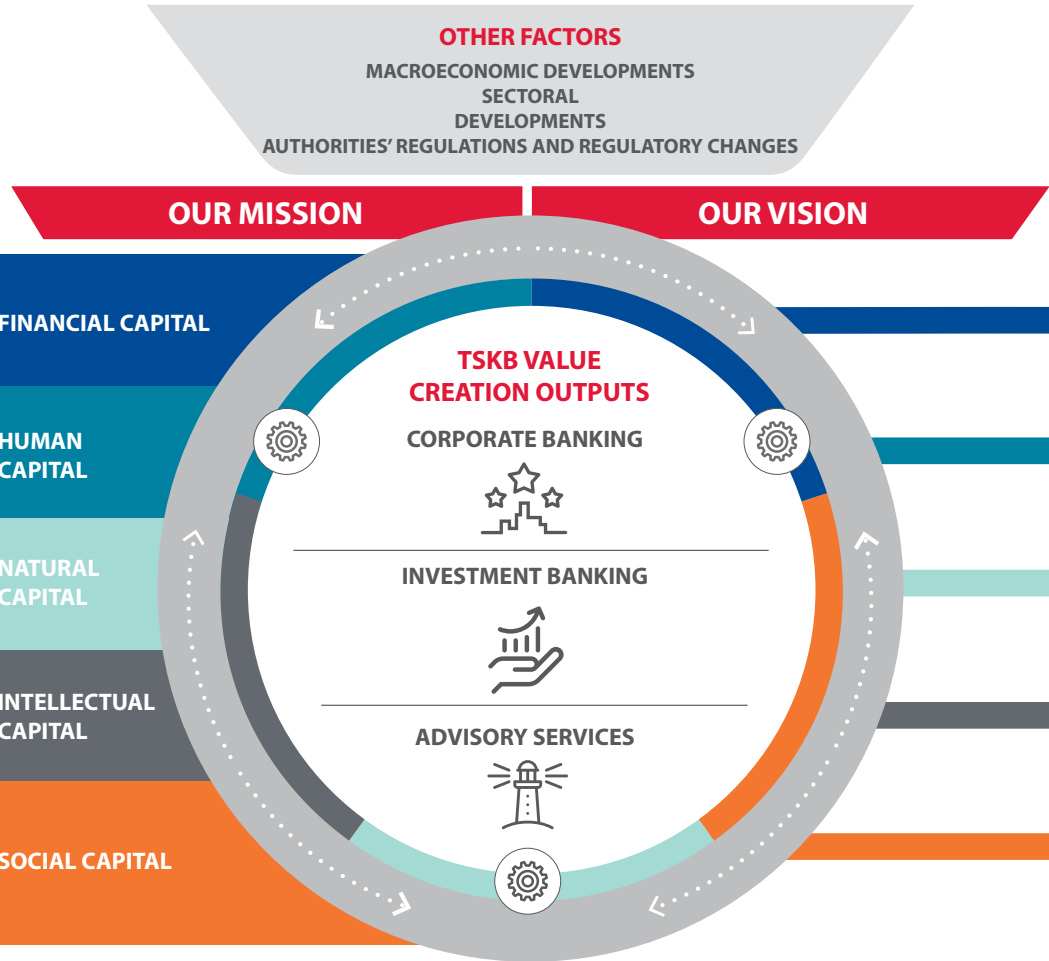 OTHER FACTORS
MACROECONOMIC DEVELOPMENTS
SECTORAL
DEVELOPMENTS
AUTHORITIES' REGULATIONS AND REGULATORY CHANGES
OUR MISSION
OUR VISION
FINANCIAL CAPITAL
HUMAN
CAPITAL
NATURAL
CAPITAL
INTELLECTUAL
CAPITAL
SOCIAL CAPITAL
TSKB VALUE
CREATION OUTPUTS
CORPORATE BANKING
INVESTMENT BANKING
ADVISORY SERVICES